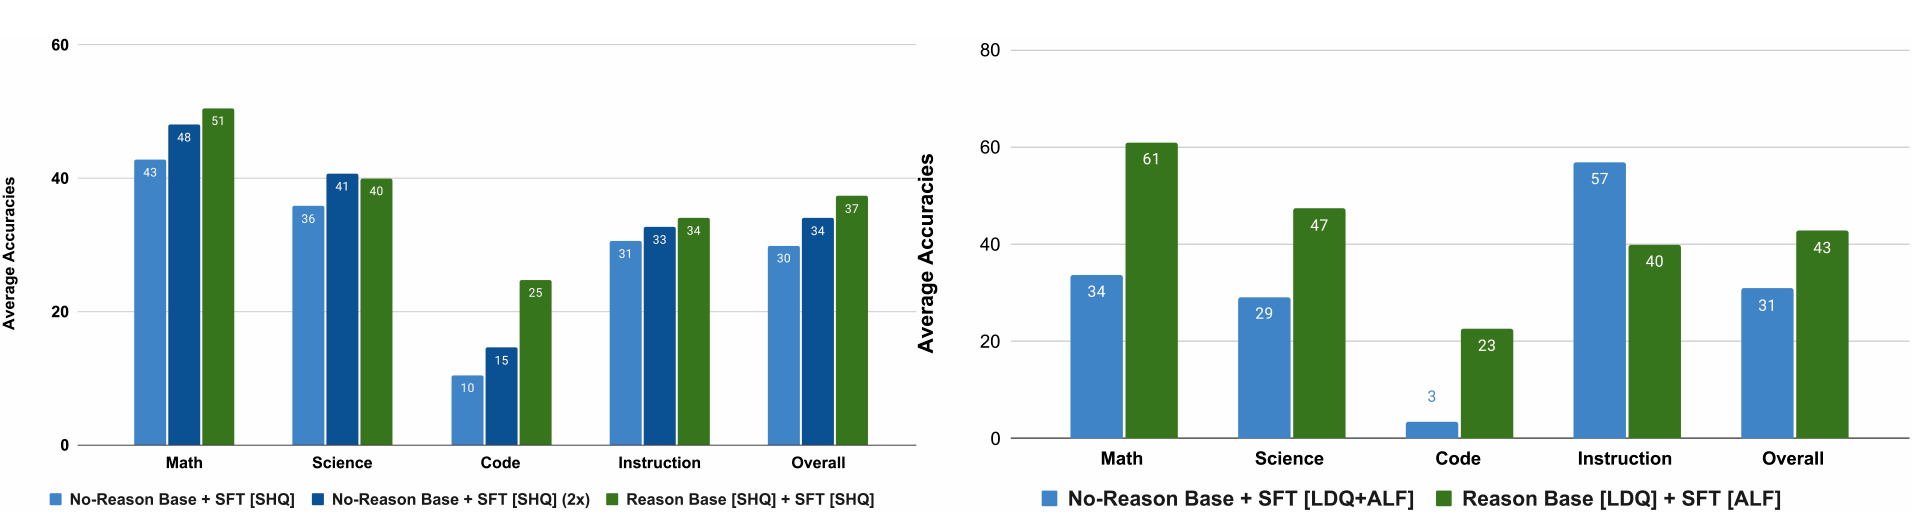 60
40
20
0
Average Accuracies
43
48
51
36
41
40
10
15
25
31
33
34
30
34
37
Math
Science
Code
Instruction
Overall
No-Reason Base + SFT [SHQ]
No-Reason Base + SFT [SHQ] (2x)
Reason Base [SHQ] + SFT [SHQ]
80
60
40
20
0
Average Accuracies
34
61
29
47
3
23
57
40
31
43
Math
Science
Code
Instruction
Overall
No-Reason Base + SFT [LDQ+ALF]
Reason Base [LDQ] + SFT [ALF]